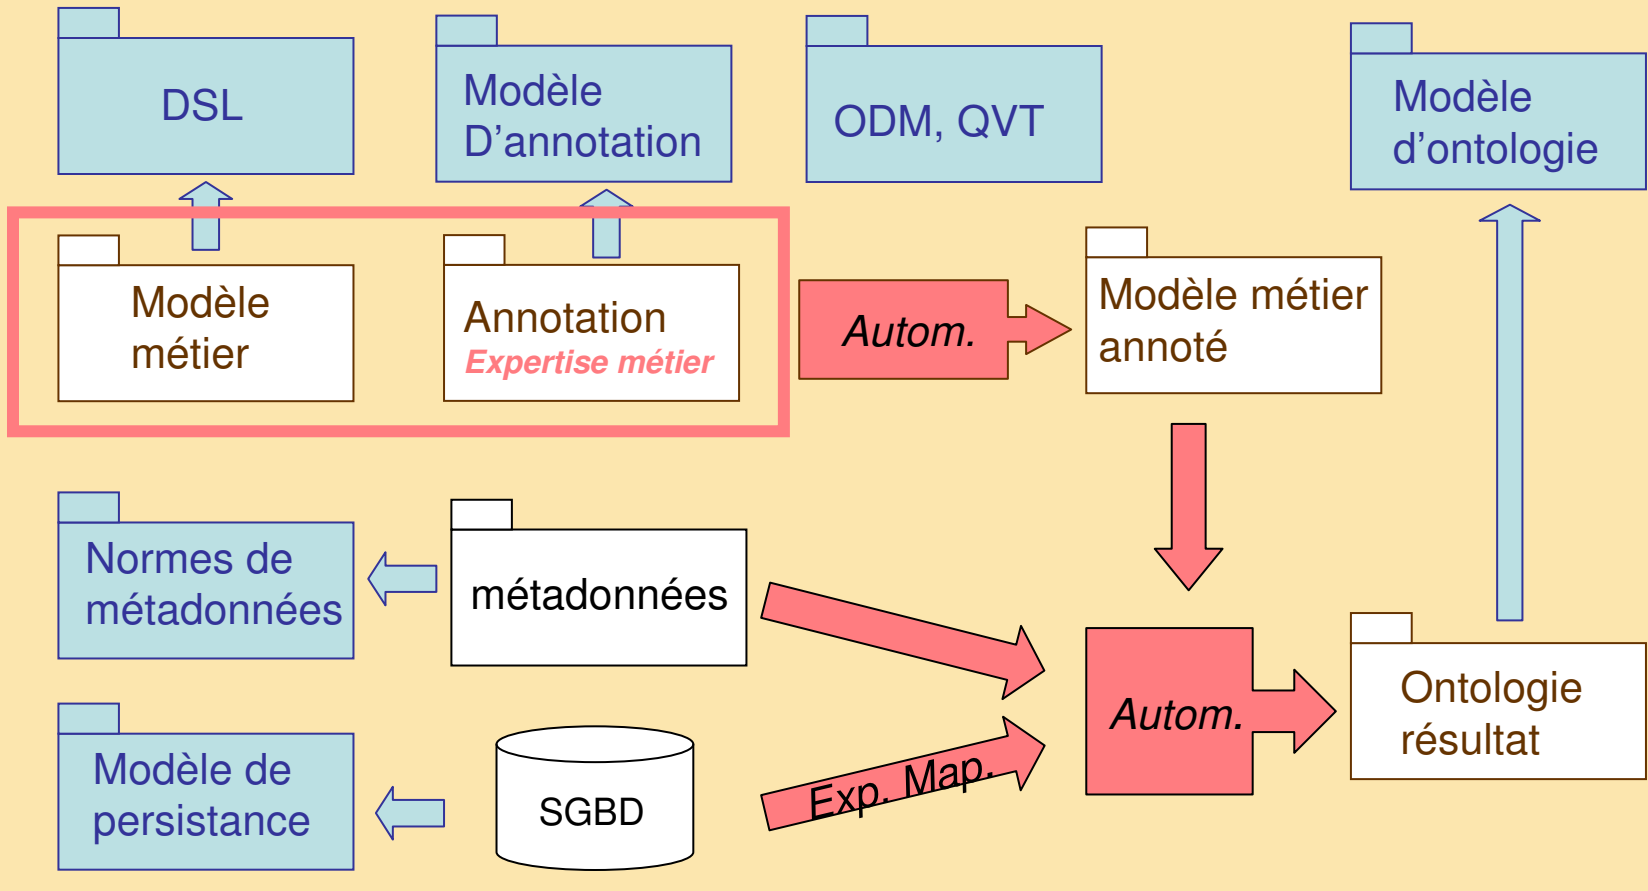 DSL
Modèle
D’annotation
ODM, QVT
Modèle
d’ontologie
Modèle
métier
Annotation
Expertise métier
Autom.
Modèle métier
annoté
Normes de
métadonnées
métadonnées
Modèle de
persistance
SGBD
Exp. Map.
Autom.
Ontologie
résultat